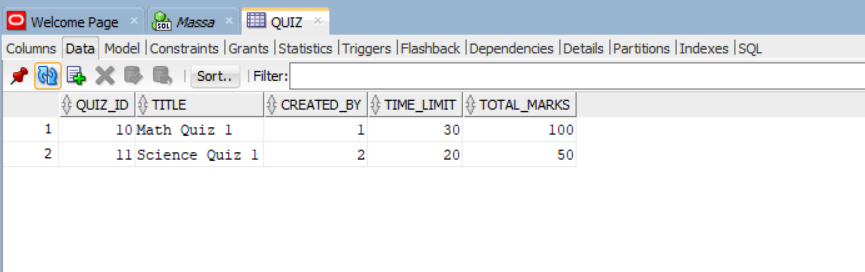 Welcome Page × Massa × QUIZ ×
Columns Data Model |Constraints |Grants |Statistics |Triggers |Flashback |Dependencies |Details |Partitions |Indexes |SQL
Sort.. Filter:
QUIZ_ID TITLE CREATED_BY TIME_LIMIT TOTAL_MARKS
1 10 Math Quiz 1 1 30 100
2 11 Science Quiz 1 2 20 50